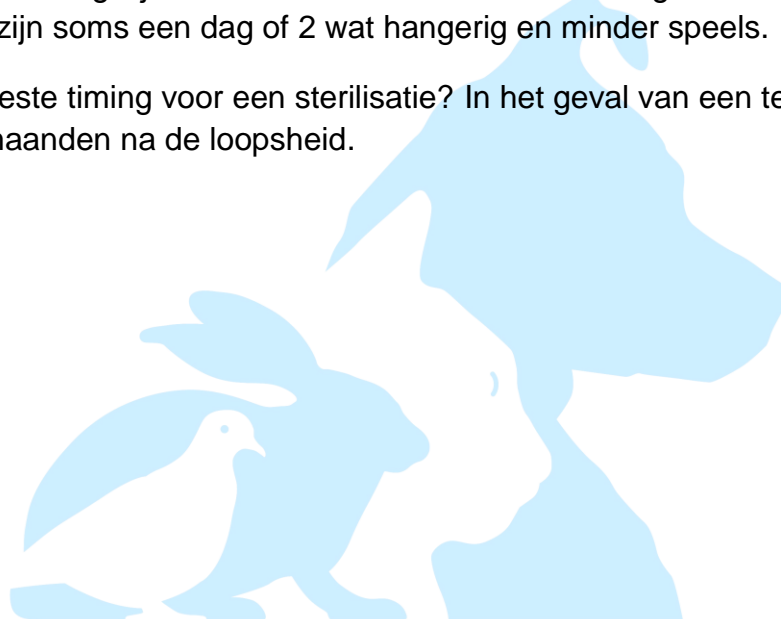 zijn soms een dag of 2 wat hangerig en minder speels.
este timing voor een sterilisatie? In het geval van een te
naanden na de loopsheid.